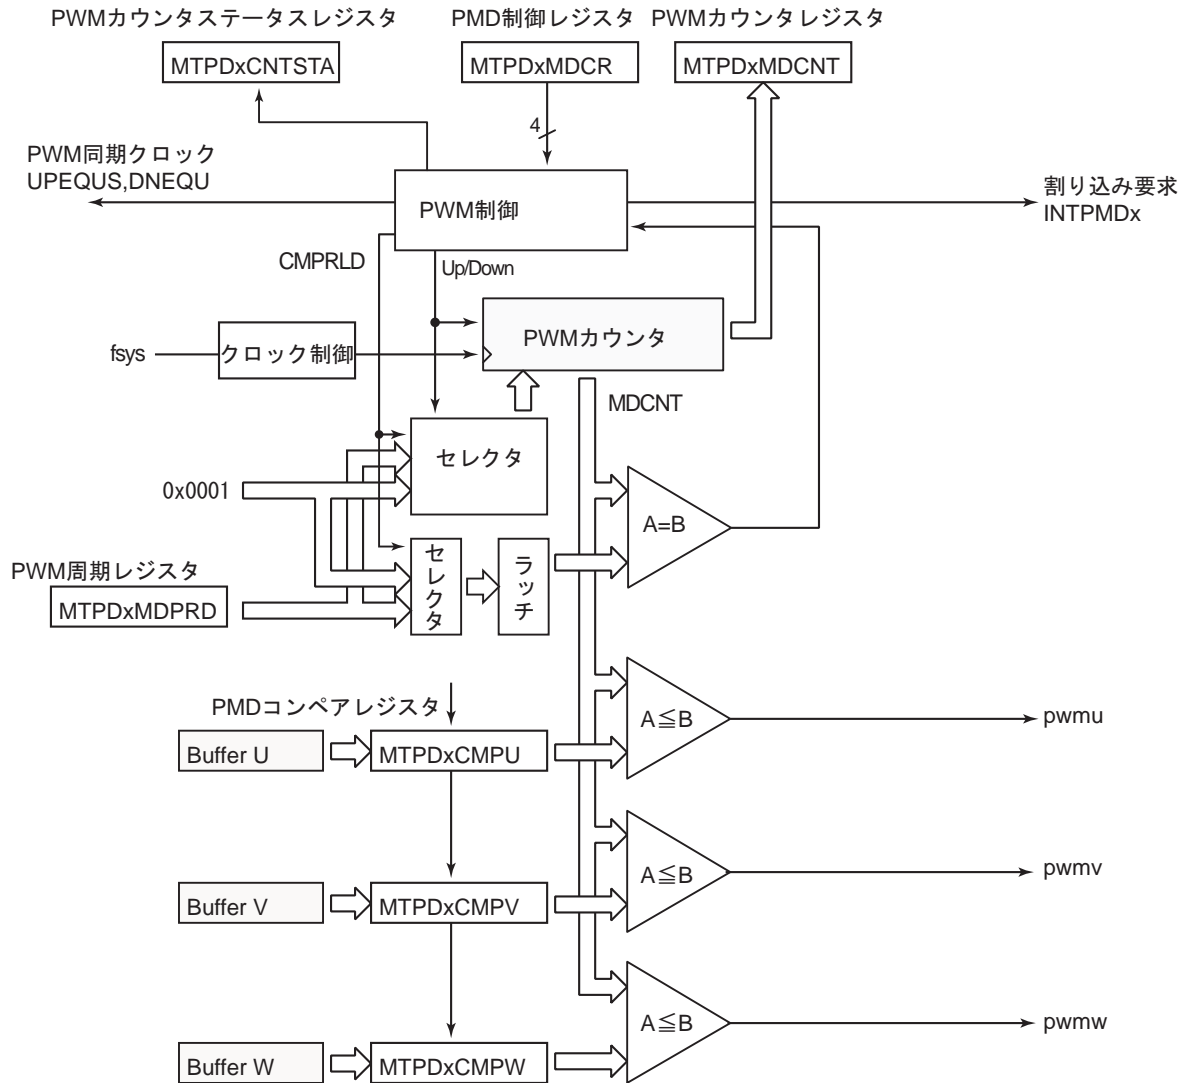 PWMカウンタステータスレジスタ
PMD制御レジスタ
PWMカウンタレジスタ
MTPDxCNTSTA
MTPDxMDCR
MTPDxMDCNT
4
PWM同期クロック
UPEQUS,DNEQU
PWM制御
割り込み要求
INTPMDx
CMPRLD
Up/Down
PWMカウンタ
fsys
クロック制御
MDCNT
セレクタ
0x0001
A=B
セレクタ
ラッチ
PWM周期レジスタ
MTPDxMDPRD
PMDコンペアレジスタ
Buffer U
MTPDxCMPU
A≦B
pwmu
Buffer V
MTPDxCMPV
A≦B
pwmv
Buffer W
MTPDxCMPW
A≦B
pwmw